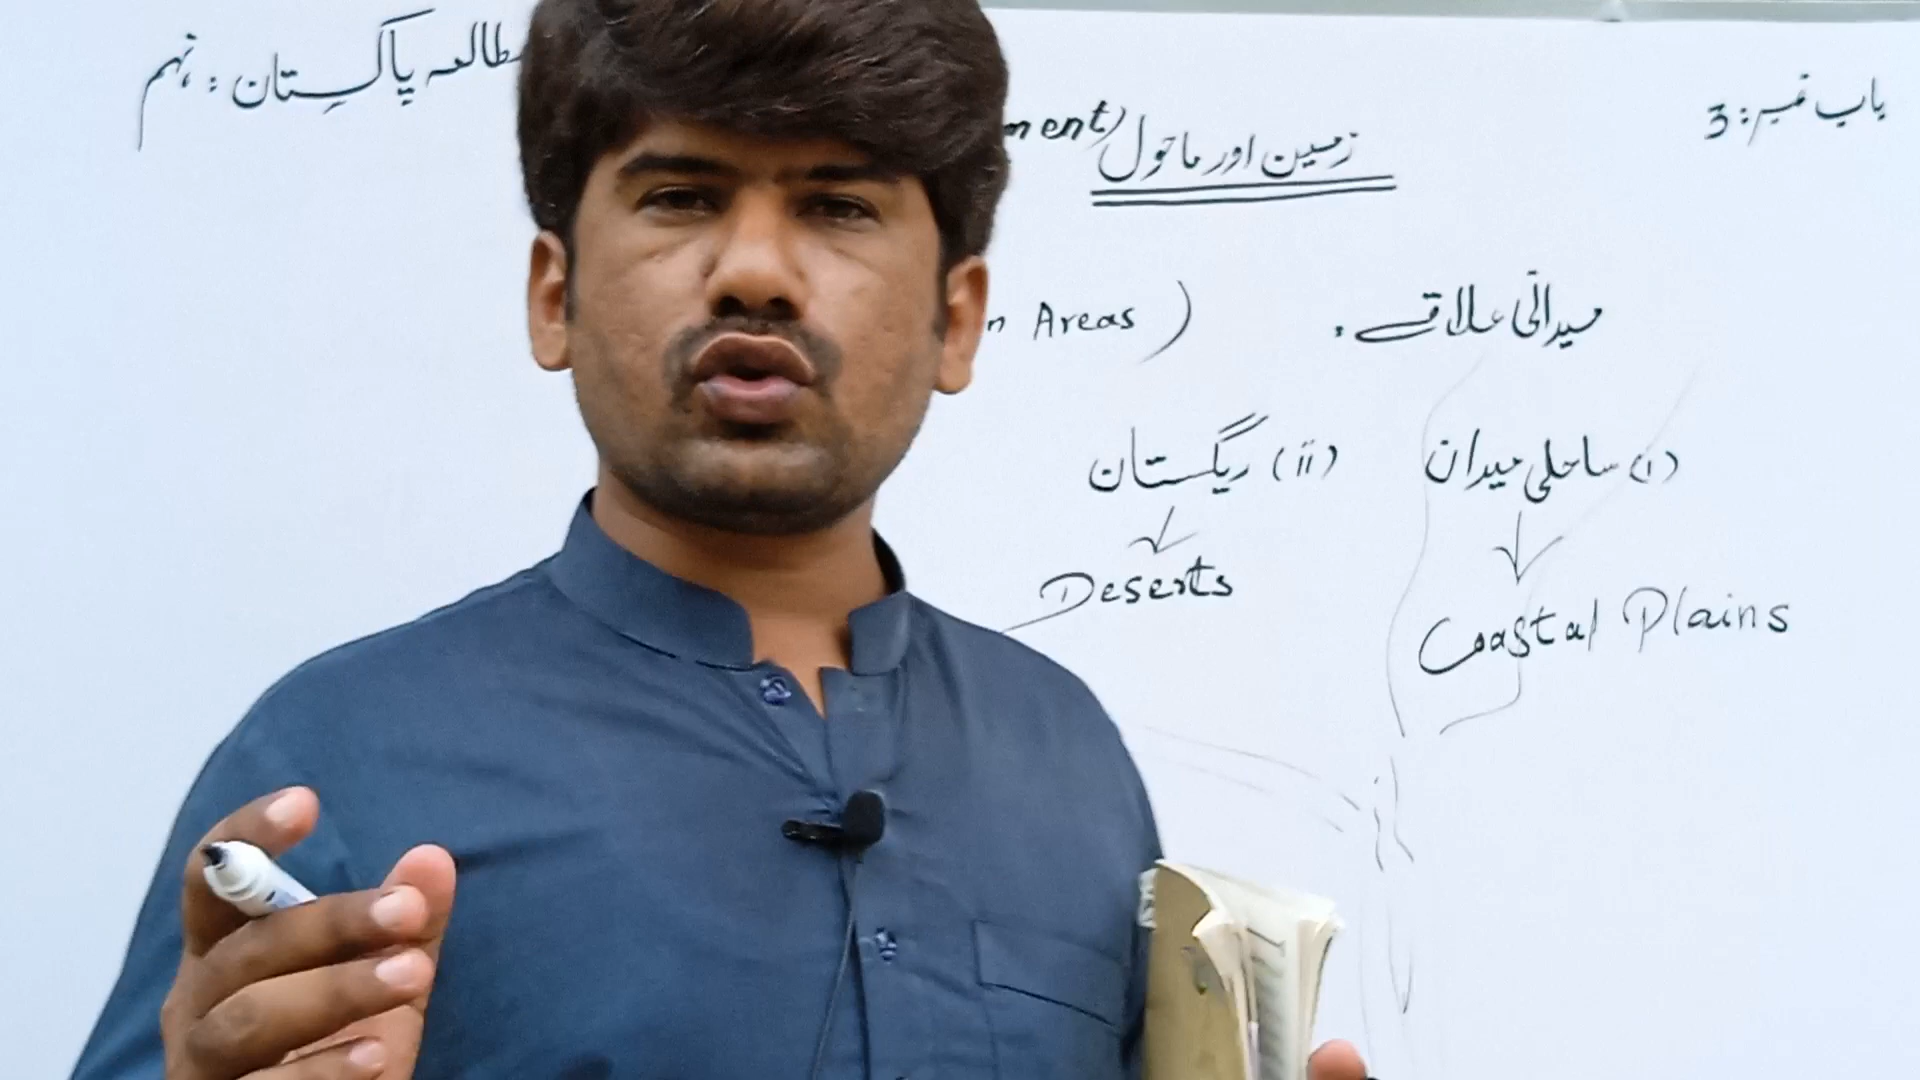 باب نمبر: 3
مطالعہ پاکستان: نہم
زمین اور ماحول
میدانی علاقے: Areas)
(i) ساحلی میدان (ii) ریگستان
Coastal Plains Deserts